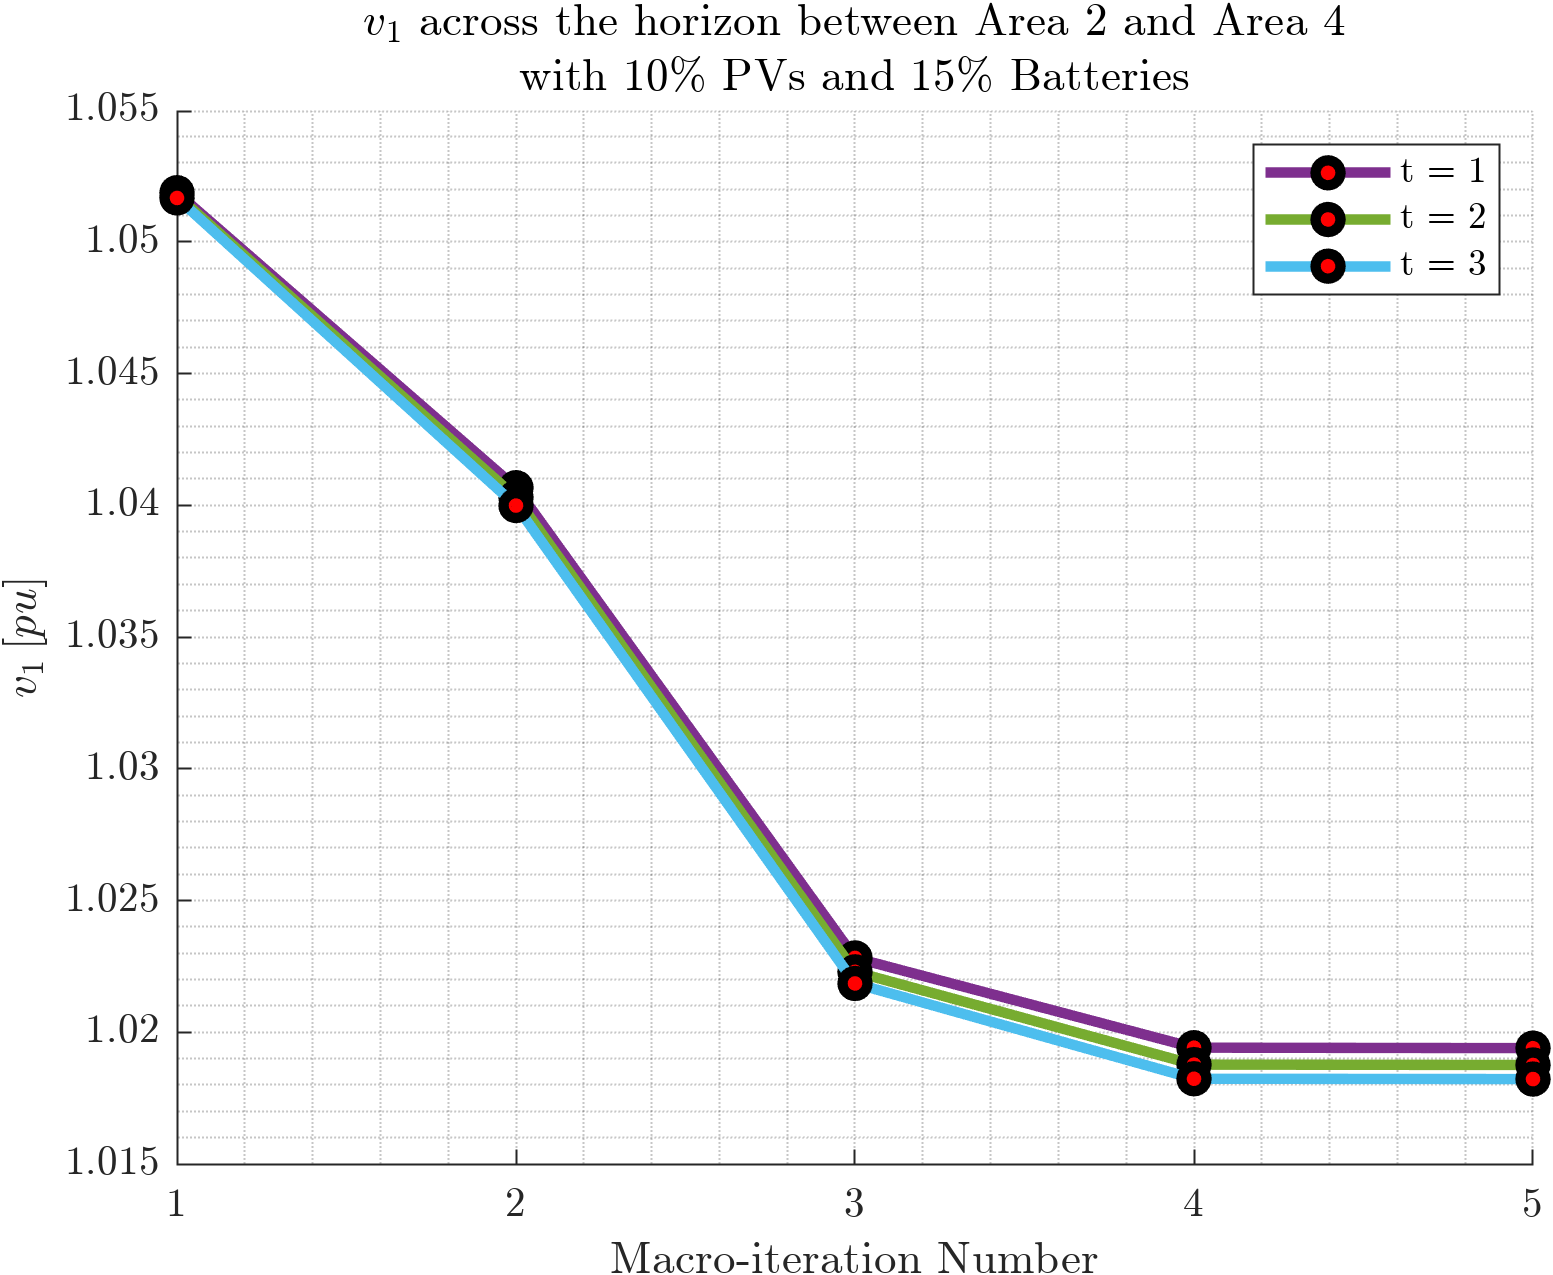 v₁ across the horizon between Area 2 and Area 4
with 10% PVs and 15% Batteries
1.055
1.05
1.045
1.04
1.035
1.03
1.025
1.02
1.015
v₁ [pu]
t = 1
t = 2
t = 3
1 2 3 4 5
Macro-iteration Number